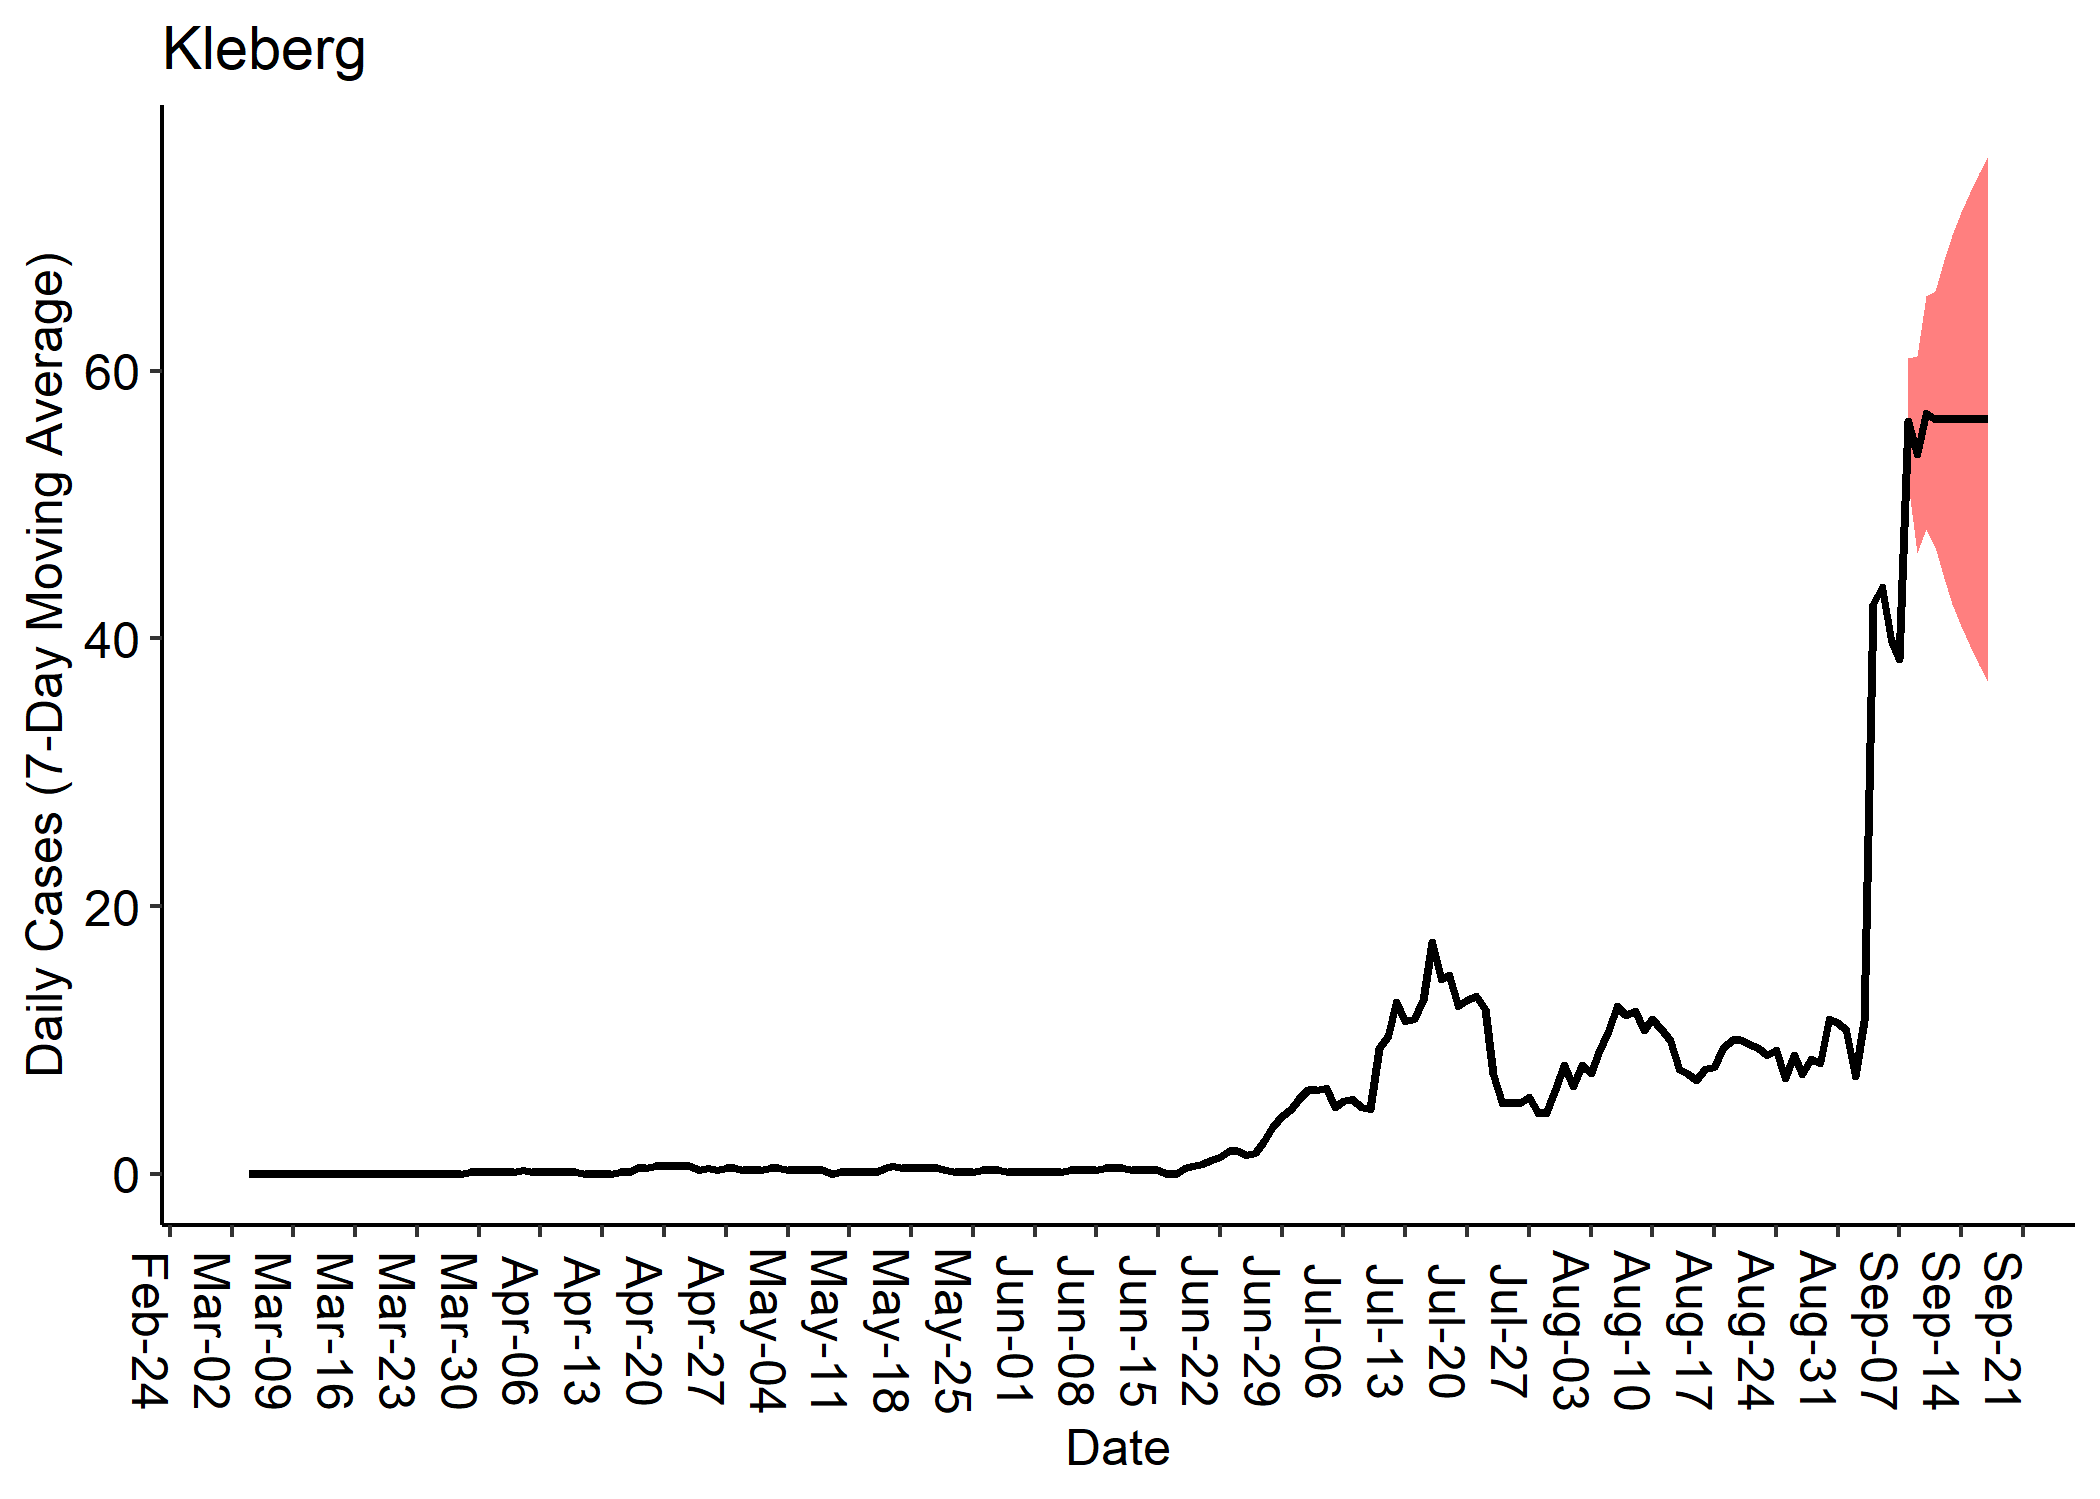 Kleberg
Daily Cases (7-Day Moving Average)
60
40
20
0
Feb-24
Mar-02
Mar-09
Mar-16
Mar-23
Mar-30
Apr-06
Apr-13
Apr-20
Apr-27
May-04
May-11
May-18
May-25
Jun-01
Jun-08
Jun-15
Jun-22
Jun-29
Jul-06
Jul-13
Jul-20
Jul-27
Aug-03
Aug-10
Aug-17
Aug-24
Aug-31
Sep-07
Sep-14
Sep-21
Date